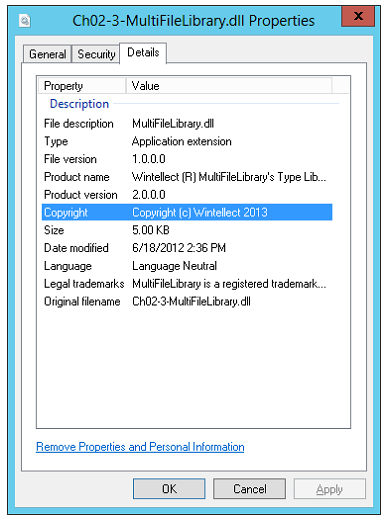 Ch02-3-MultiFileLibrary.dll Properties
x
General Security Details
Property Value
Description
File description MultiFileLibrary.dll
Type Application extension
File version 1.0.0.0
Product name Wintellect (R) MultiFileLibrary's Type Lib...
Product version 2.0.0.0
Copyright Copyright (c) Wintellect 2013
Size 5.00 KB
Date modified 6/18/2012 2:36 PM
Language Language Neutral
Legal trademarks MultiFileLibrary is a registered trademark...
Original filename Ch02-3-MultiFileLibrary.dll
Remove Properties and Personal Information
OK Cancel Apply